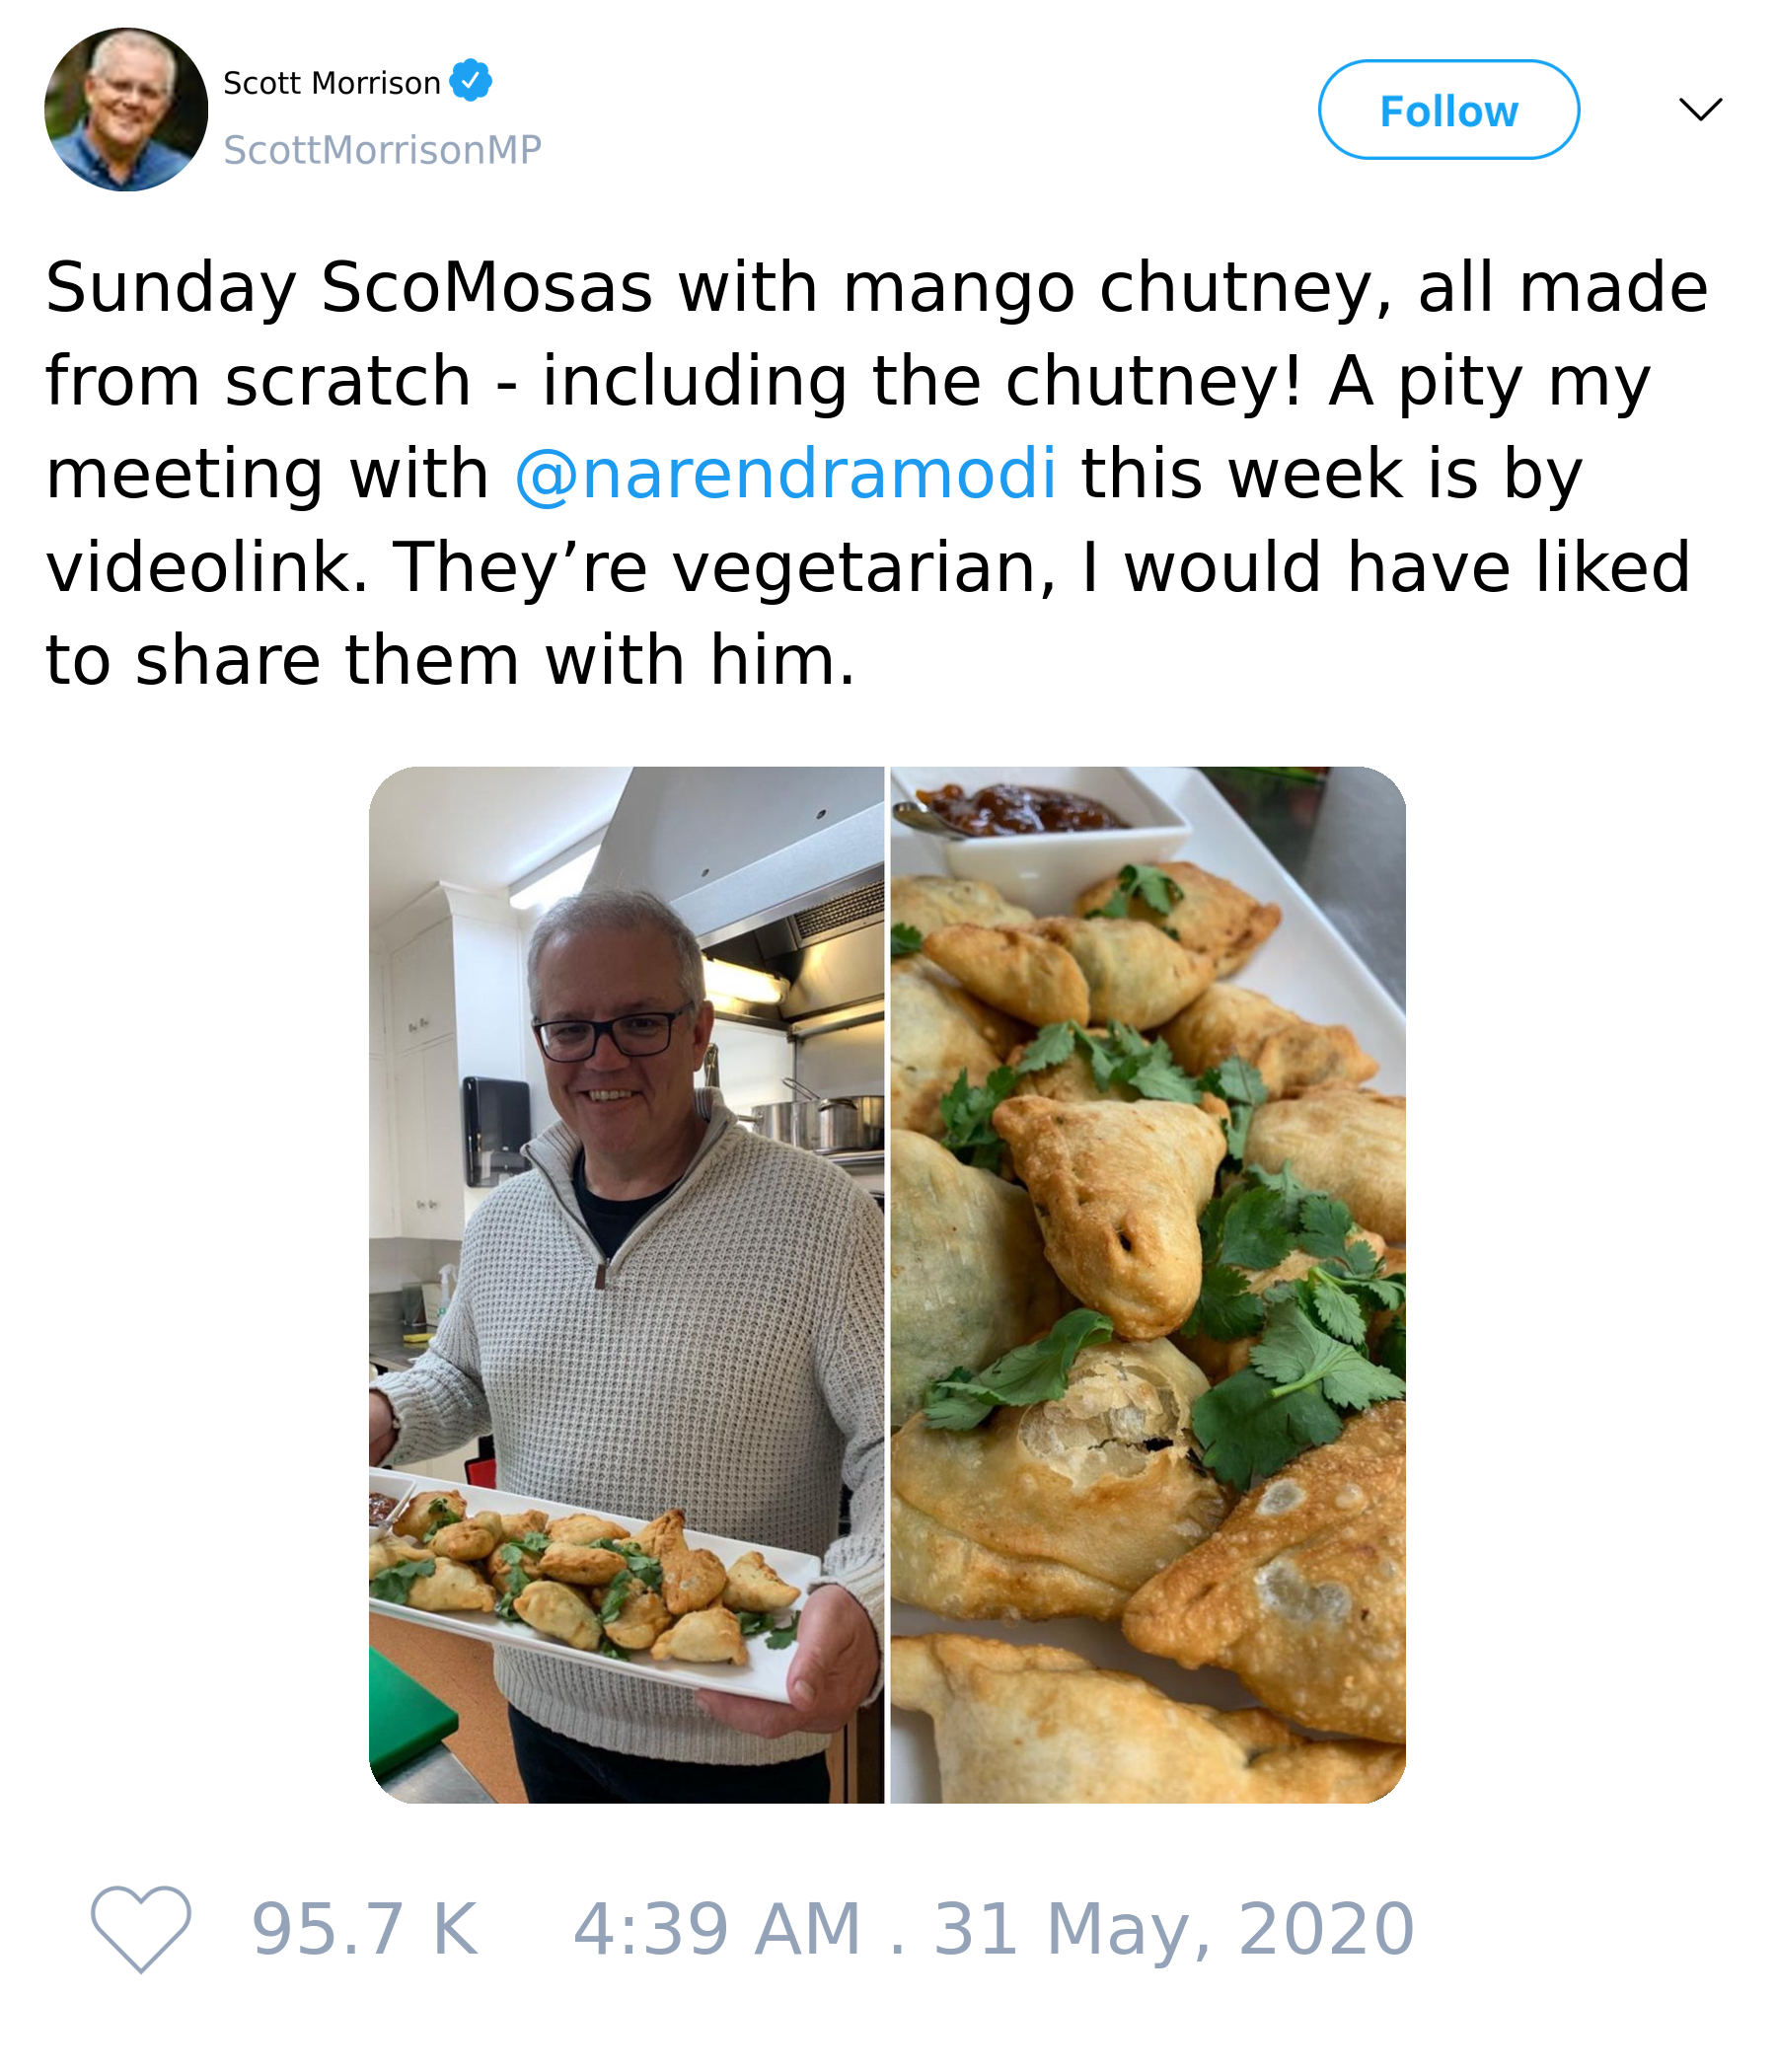 Scott Morrison
ScottMorrisonMP
Follow
Sunday ScoMosas with mango chutney, all made
from scratch - including the chutney! A pity my
meeting with @narendramodi this week is by
videolink. They’re vegetarian, I would have liked
to share them with him.
95.7 K 4:39 AM . 31 May, 2020